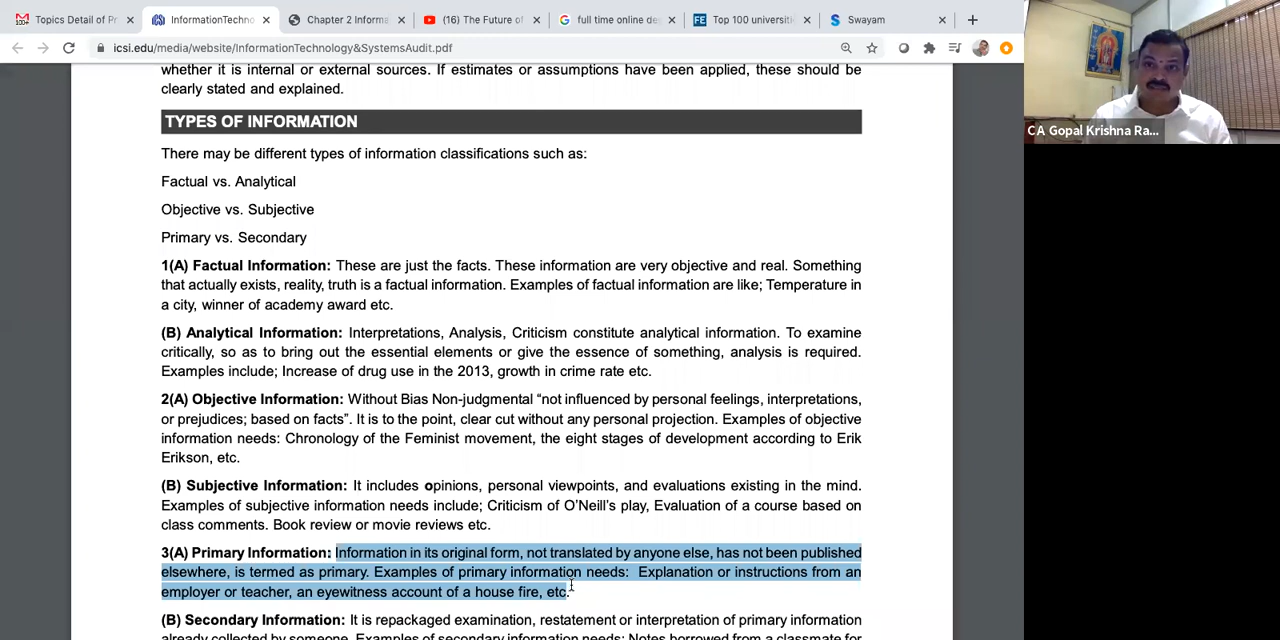 Topics Detail of Pr
InformationTechno
Chapter 2 Informa
(16) The Future of
full time online de
Top 100 universiti
Swayam
icsi.edu/media/website/InformationTechnology&SystemsAudit.pdf
whether it is internal or external sources. If estimates or assumptions have been applied, these should be
clearly stated and explained.
TYPES OF INFORMATION
There may be different types of information classifications such as:
Factual vs. Analytical
Objective vs. Subjective
Primary vs. Secondary
1(A) Factual Information: These are just the facts. These information are very objective and real. Something
that actually exists, reality, truth is a factual information. Examples of factual information are like; Temperature in
a city, winner of academy award etc.
(B) Analytical Information: Interpretations, Analysis, Criticism constitute analytical information. To examine
critically, so as to bring out the essential elements or give the essence of something, analysis is required.
Examples include; Increase of drug use in the 2013, growth in crime rate etc.
2(A) Objective Information: Without Bias Non-judgmental “not influenced by personal feelings, interpretations,
or prejudices; based on facts”. It is to the point, clear cut without any personal projection. Examples of objective
information needs: Chronology of the Feminist movement, the eight stages of development according to Erik
Erikson, etc.
(B) Subjective Information: It includes opinions, personal viewpoints, and evaluations existing in the mind.
Examples of subjective information needs include; Criticism of O’Neill’s play, Evaluation of a course based on
class comments. Book review or movie reviews etc.
3(A) Primary Information: Information in its original form, not translated by anyone else, has not been published
elsewhere, is termed as primary. Examples of primary information needs: Explanation or instructions from an
employer or teacher, an eyewitness account of a house fire, etc.
(B) Secondary Information: It is repackaged examination, restatement or interpretation of primary information
already collected by someone. Examples of secondary information needs: Notes borrowed from a classmate for
C A Gopal Krishna Ra...